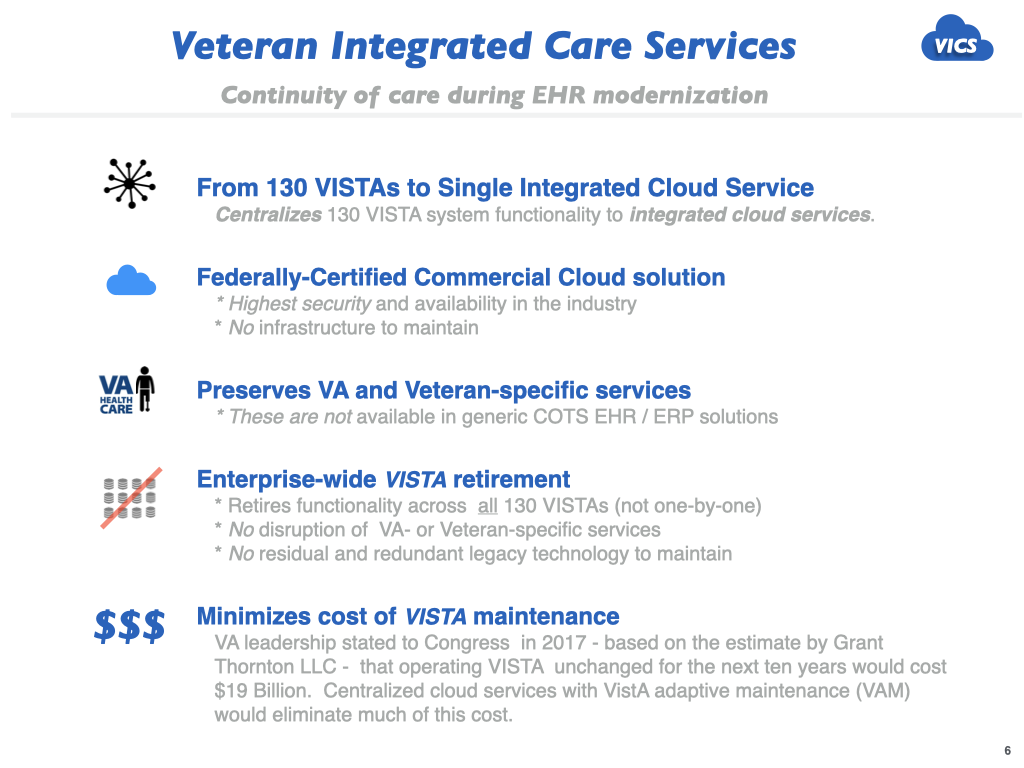 Veteran Integrated Care Services
VICS
Continuity of care during EHR modernization
From 130 VISTAs to Single Integrated Cloud Service
Centralizes 130 VISTA system functionality to integrated cloud services.
Federally-Certified Commercial Cloud solution
* Highest security and availability in the industry
* No infrastructure to maintain
VA
HEALTH
CARE
Preserves VA and Veteran-specific services
* These are not available in generic COTS EHR / ERP solutions
Enterprise-wide VISTA retirement
* Retires functionality across all 130 VISTAs (not one-by-one)
* No disruption of VA- or Veteran-specific services
* No residual and redundant legacy technology to maintain
$$$
Minimizes cost of VISTA maintenance
VA leadership stated to Congress in 2017 - based on the estimate by Grant
Thornton LLC - that operating VISTA unchanged for the next ten years would cost
$19 Billion. Centralized cloud services with VistA adaptive maintenance (VAM)
would eliminate much of this cost.
6